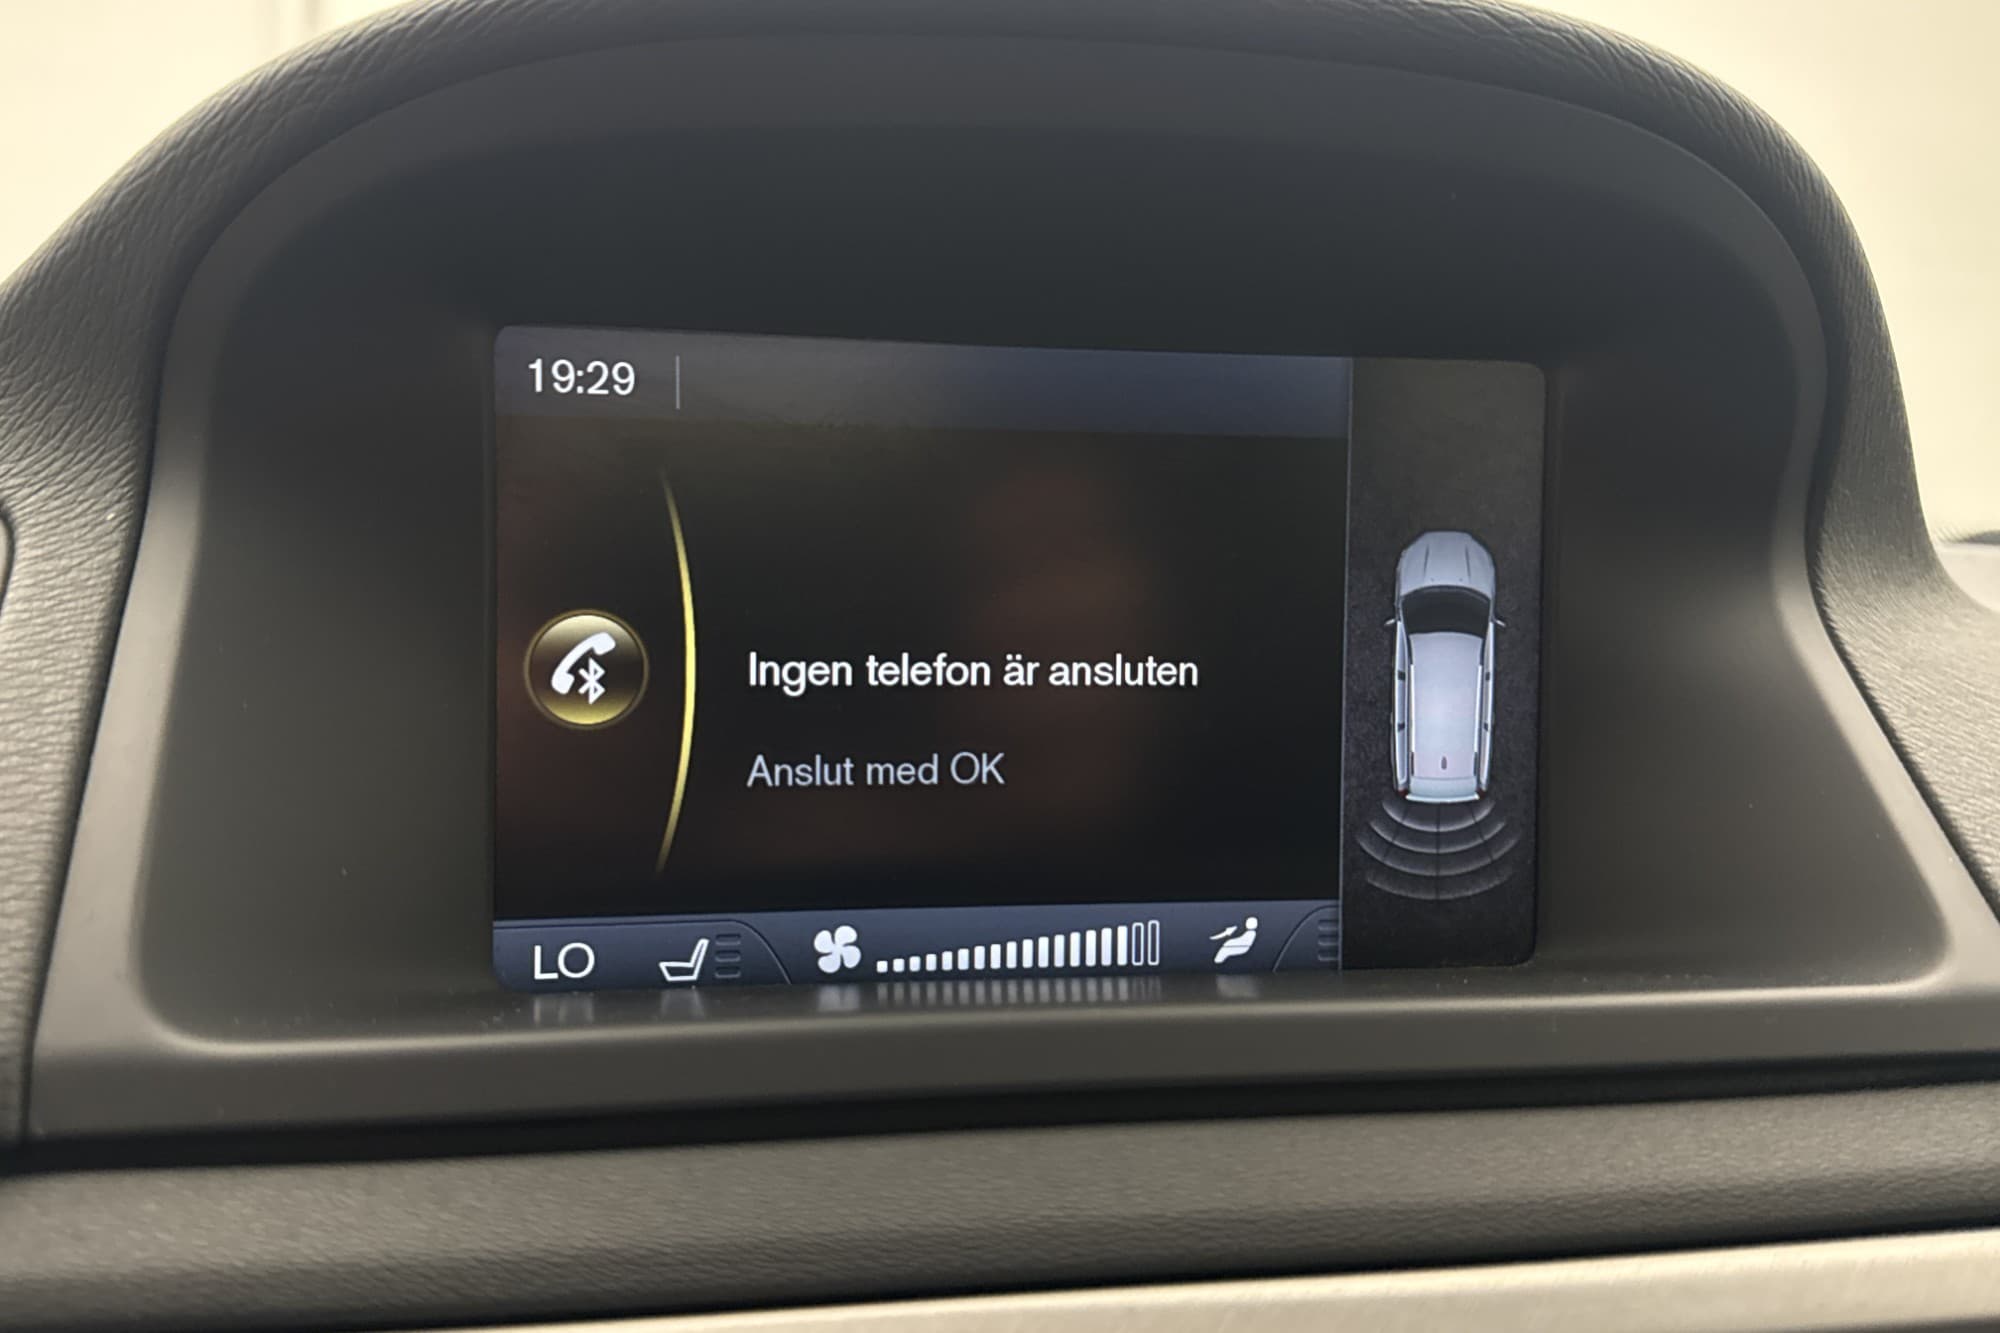 19:29
Ingen telefon är ansluten
Anslut med OK
LO